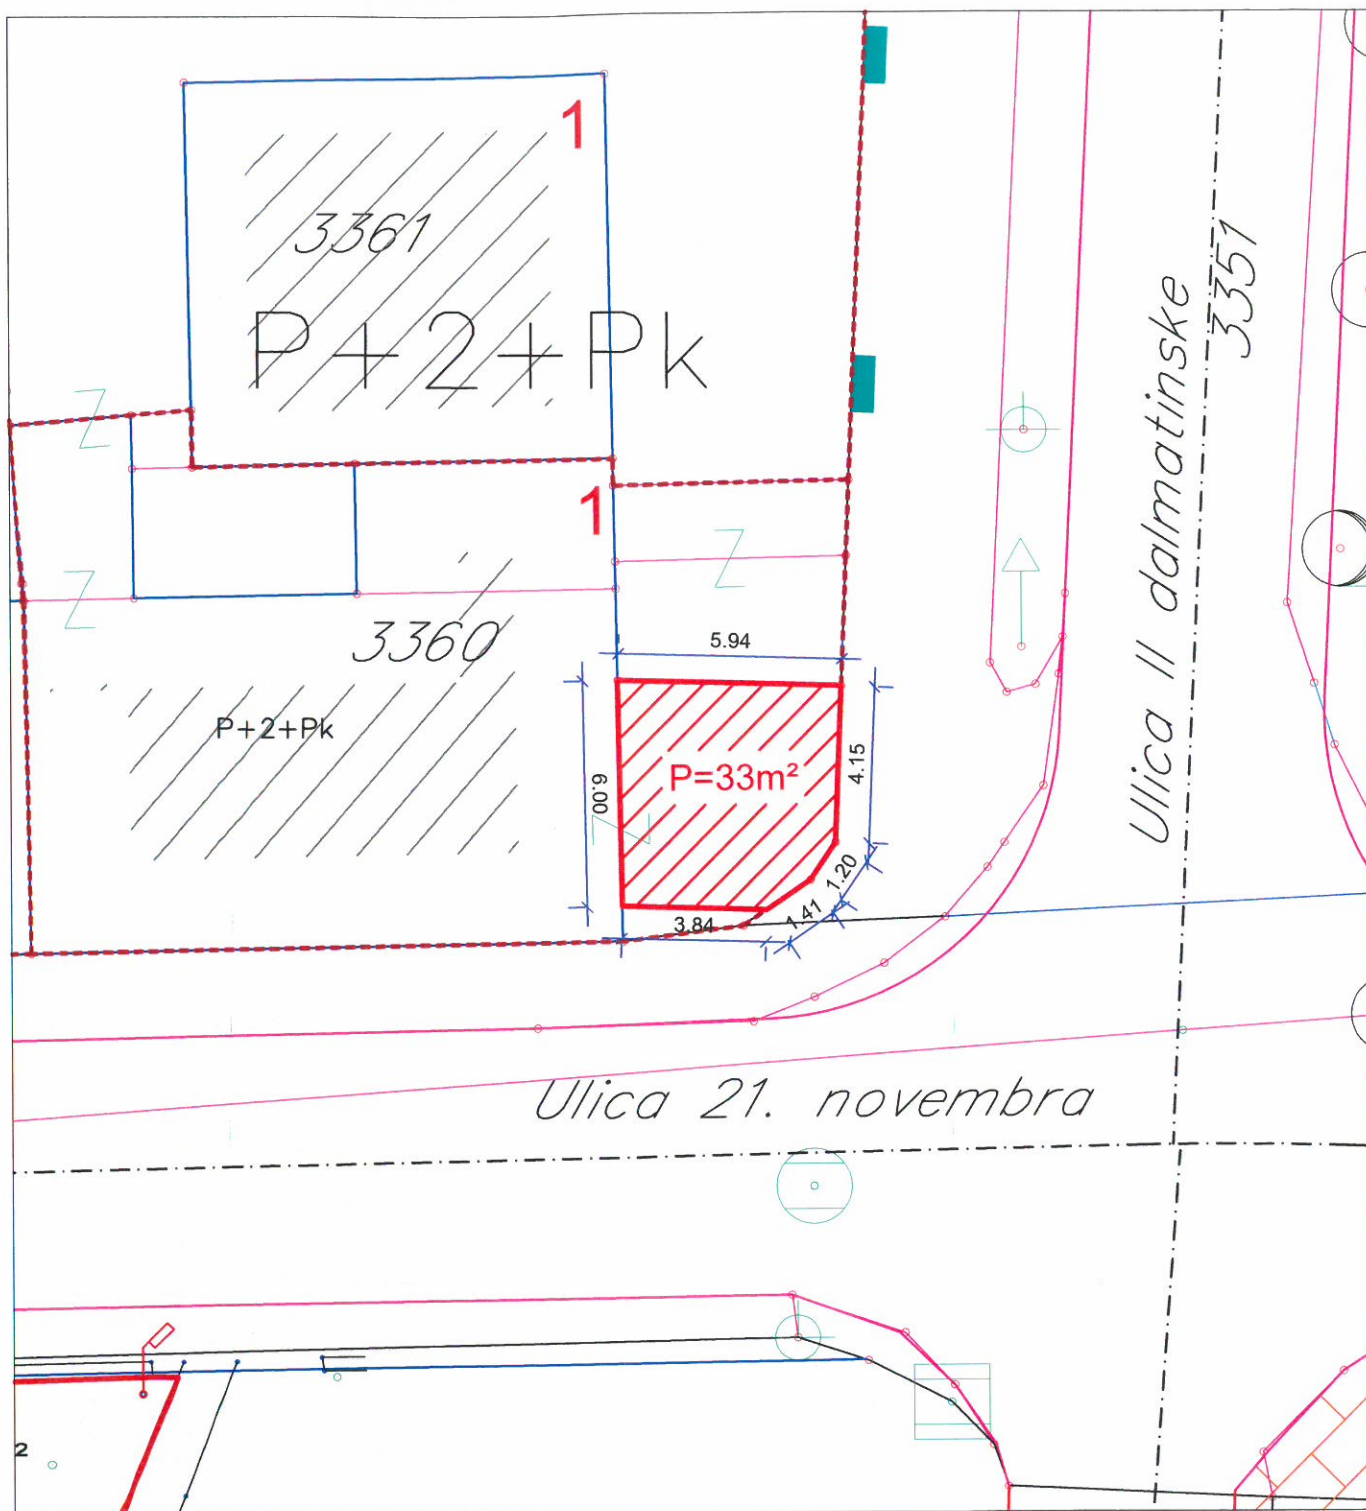 1
3361
P+2+Pk
Ulica II dalmatinske
3351
1
3360
5.94
P+2+Pk
6.00
P=33m²
4.15
1.20
1.41
3.84
Ulica 21. novembra
2